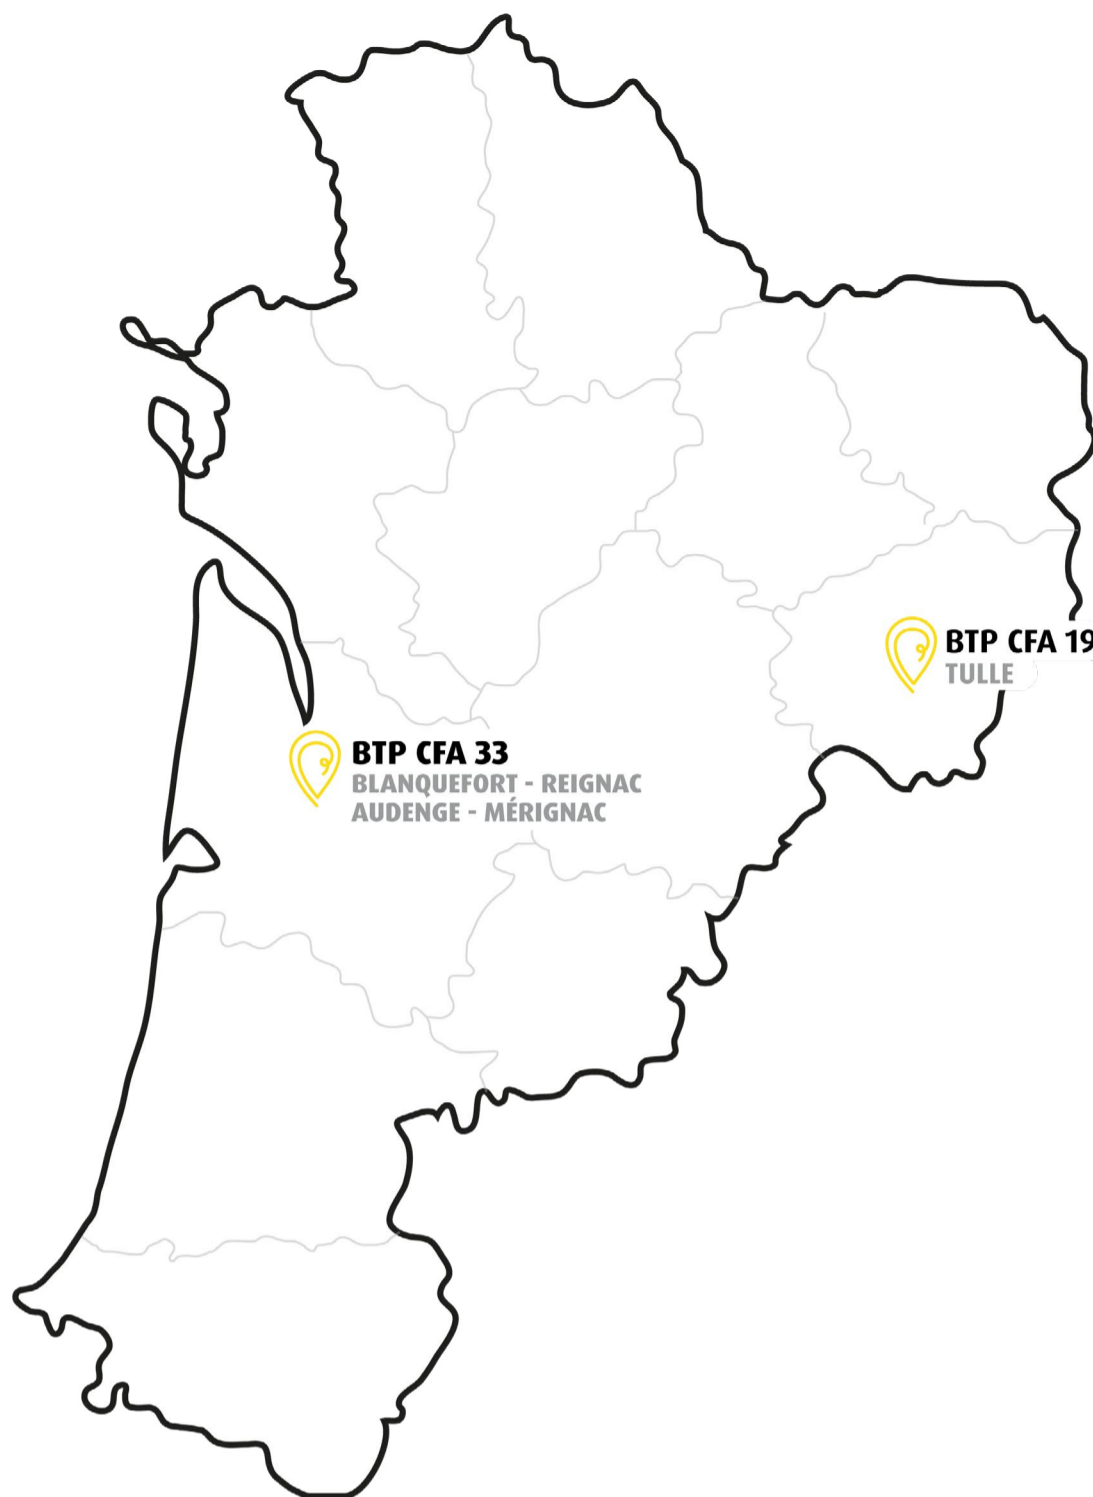 BTP CFA 19
TULLE
BTP CFA 33
BLANQUEFORT - REIGNAC
AUDENGE - MÉRIGNAC